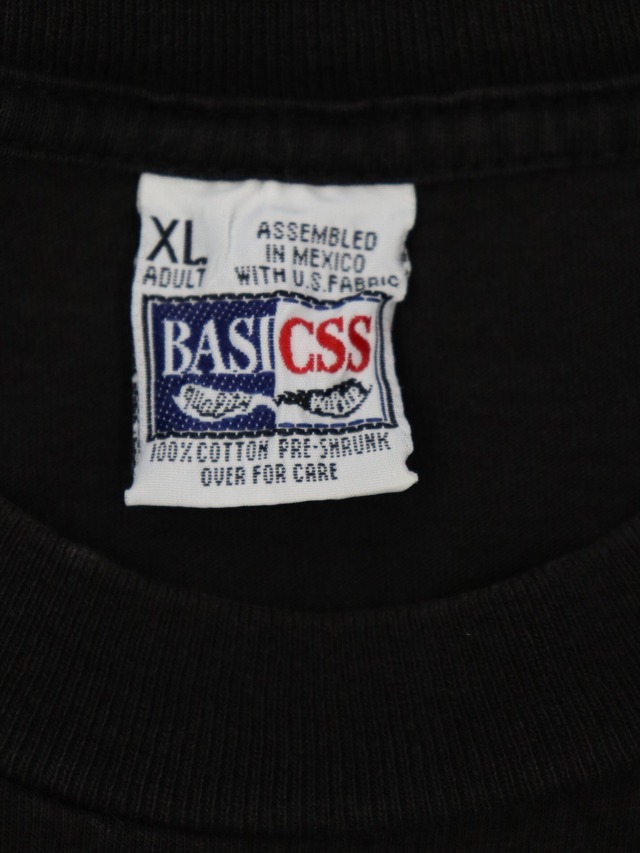 XL
ADULT
ASSEMBLED
IN MEXICO
WITH U.S. FABRIC
BASICSS
100% COTTON PRE-SHRUNK
OVER FOR CARE